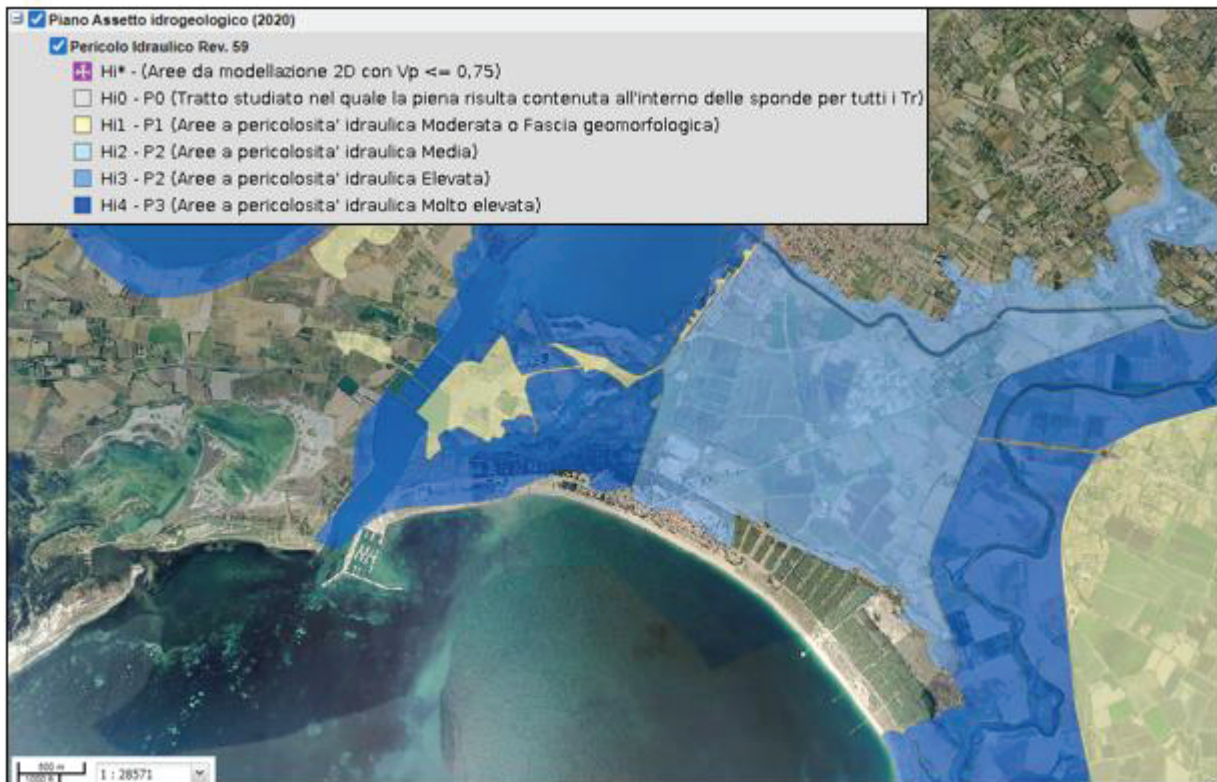 Piano Assetto idrogeologico (2020)
Pericolo Idraulico Rev. 59
Hi* - (Aree da modellazione 2D con Vp <= 0,75)
Hi0 - P0 (Tratto studiato nel quale la piena risulta contenuta all'interno delle sponde per tutti i Tr)
Hi1 - P1 (Aree a pericolosita' idraulica Moderata o Fascia geomorfologica)
Hi2 - P2 (Aree a pericolosita' idraulica Media)
Hi3 - P2 (Aree a pericolosita' idraulica Elevata)
Hi4 - P3 (Aree a pericolosita' idraulica Molto elevata)
1 : 28571